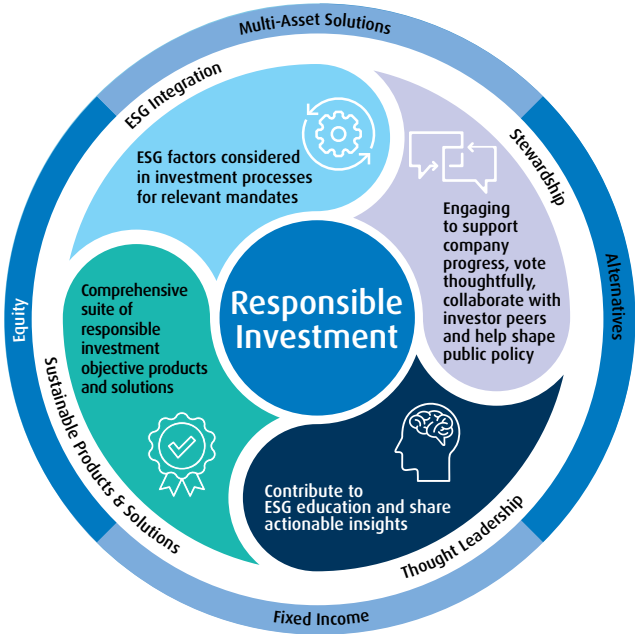 Multi-Asset Solutions
ESG Integration
Stewardship
ESG factors considered
in investment processes
for relevant mandates
Engaging
to support
company
progress, vote
thoughtfully,
collaborate with
investor peers
and help shape
public policy
Alternatives
Equity
Comprehensive
suite of
responsible
investment
objective products
and solutions
Responsible
Investment
Sustainable Products & Solutions
Contribute to
ESG education and share
actionable insights
Thought Leadership
Fixed Income